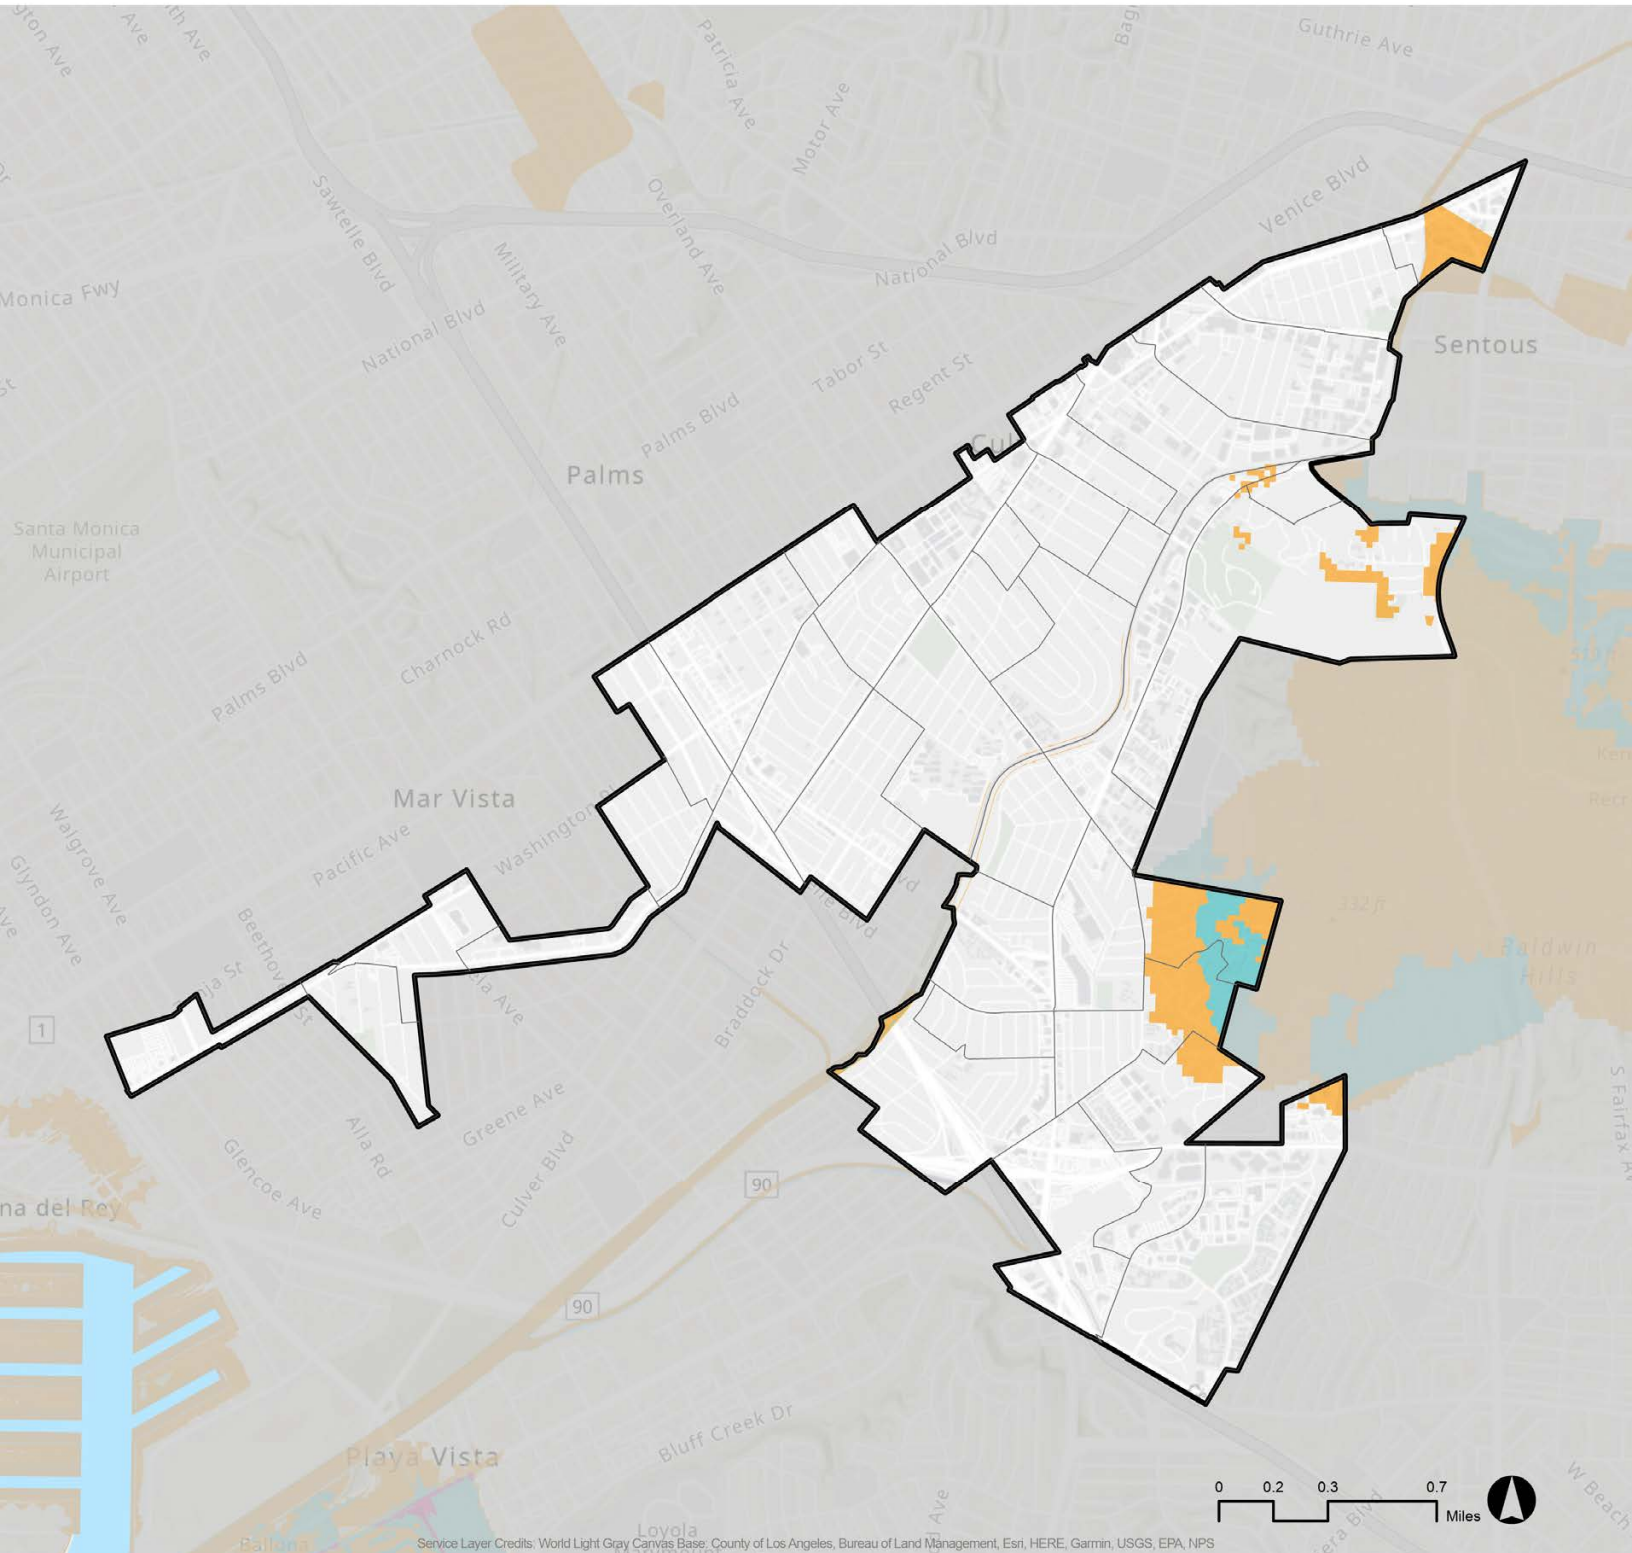 Guthrie Ave
Patricia Ave
Motor Ave
Sawtelle Blvd
Overland Ave
Venice Blvd
Military Ave
National Blvd
Monica Fwy
National Blvd
Sentous
Tabor St
Regent St
Palms Blvd
Palms
Santa Monica
Municipal
Airport
Charnock Rd
Palms Blvd
Mar Vista
Washington
Walgrove Ave
Pacific Ave
Glyndon Ave
332 ft
Baldwin
Hills
1
Braddock Dr
Greene Ave
Alla Rd
Glencoe Ave
Culver Blvd
S Fairfax
90
na del Rey
90
Bluff Creek Dr
Playa Vista
0 0.2 0.3 0.7
Miles
W Beach
Loyola
Service Layer Credits: World Light Gray Canvas Base: County of Los Angeles, Bureau of Land Management, Esri, HERE, Garmin, USGS, EPA, NPS